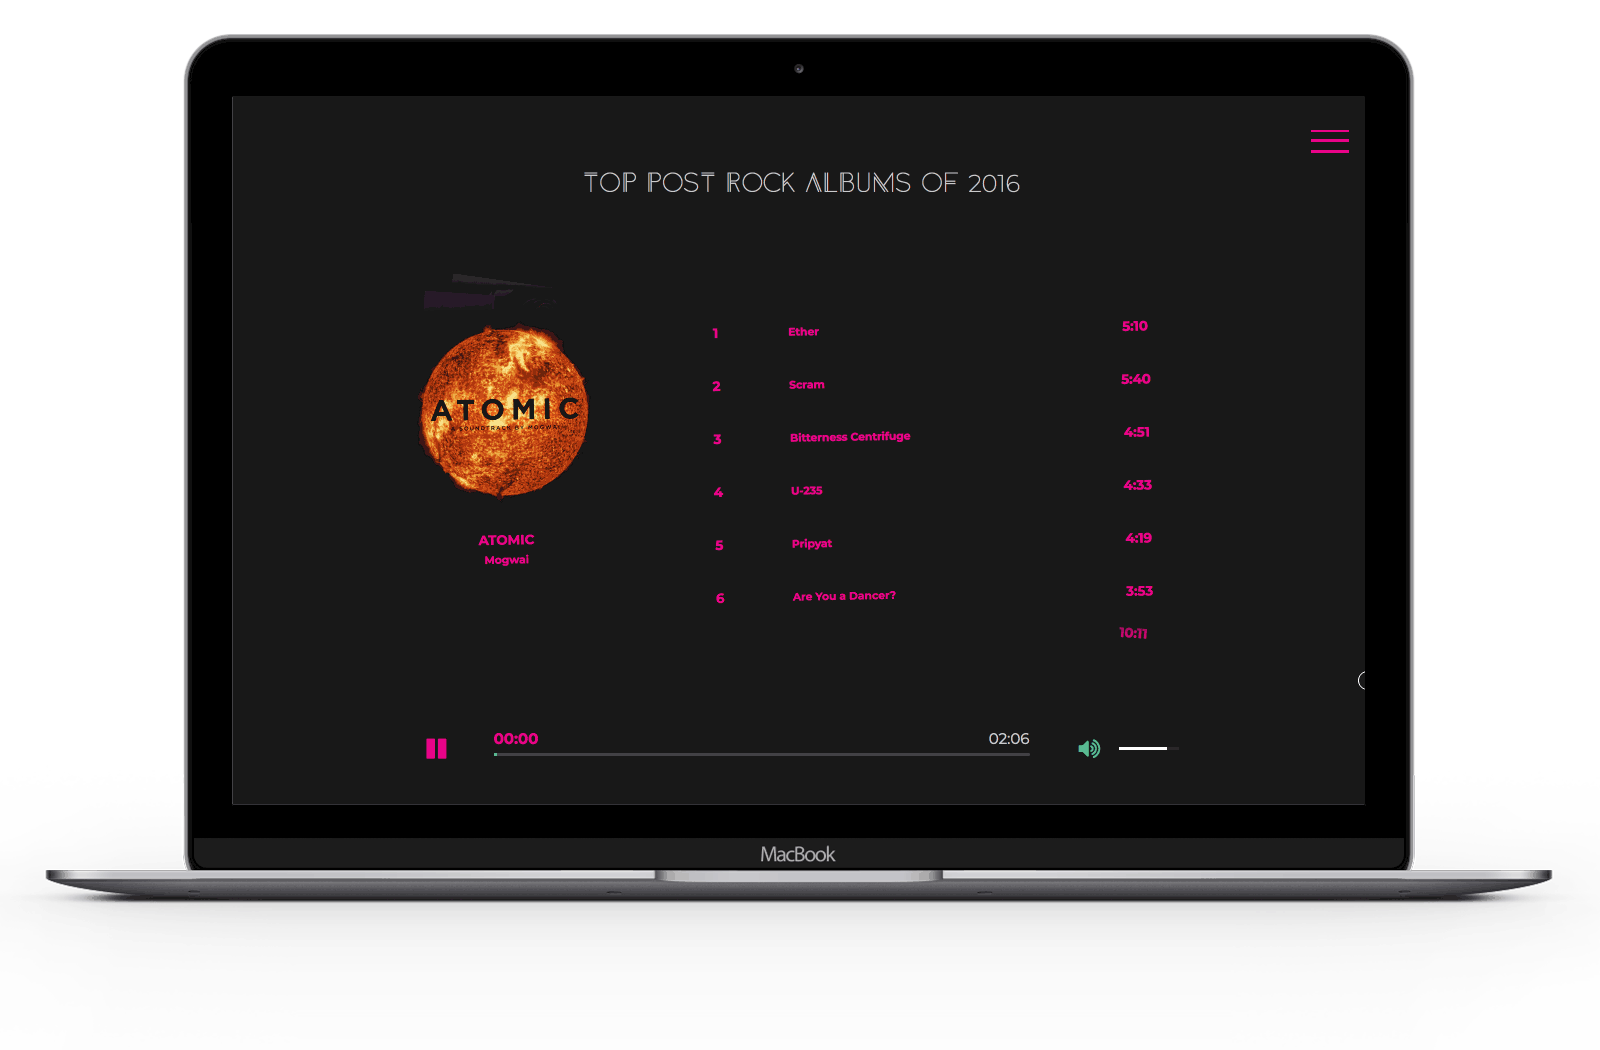 TOP POST ROCK ALBUMS OF 2016
ATOMIC
A SOUNDTRACK BY MOGWAI
1 Ether 5:10
2 Scram 5:40
3 Bitterness Centrifuge 4:51
4 U-235 4:33
5 Pripyat 4:19
6 Are You a Dancer? 3:53
10:11
ATOMIC
Mogwai
00:00 02:06
MacBook